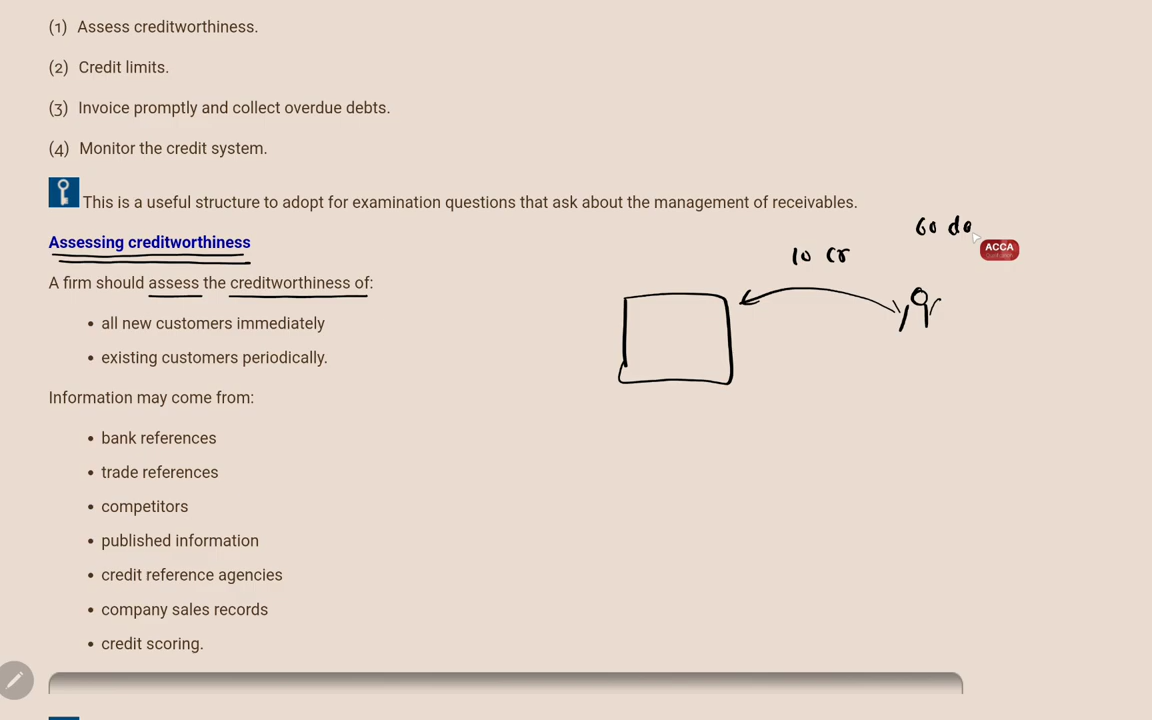 (1) Assess creditworthiness.
(2) Credit limits.
(3) Invoice promptly and collect overdue debts.
(4) Monitor the credit system.
This is a useful structure to adopt for examination questions that ask about the management of receivables.
60 da
ACCA
Assessing creditworthiness
10 cr
A firm should assess the creditworthiness of:
• all new customers immediately
• existing customers periodically.
Information may come from:
• bank references
• trade references
• competitors
• published information
• credit reference agencies
• company sales records
• credit scoring.